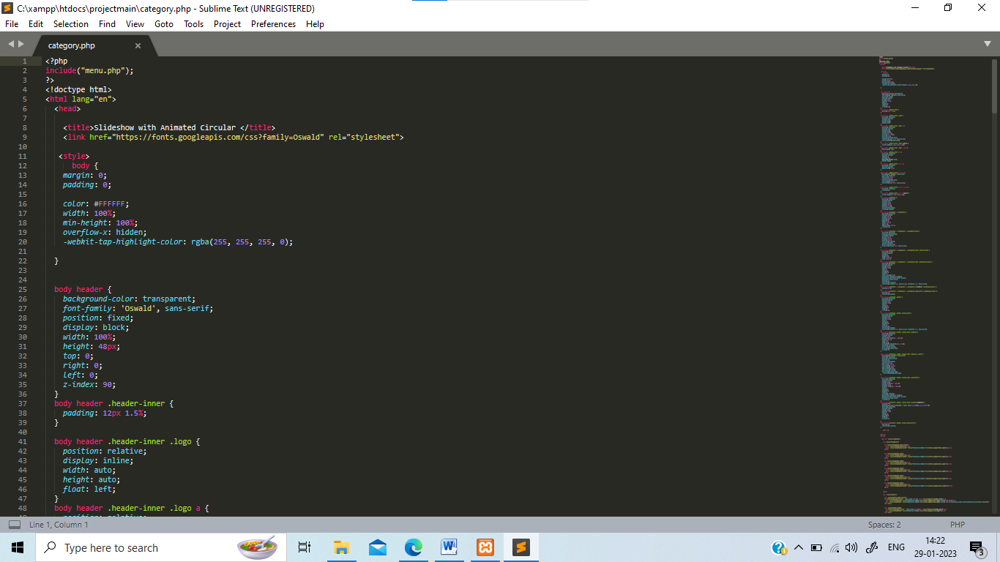 C:\xampp\htdocs\projectmain\category.php - Sublime Text (UNREGISTERED)
File Edit Selection Find View Goto Tools Project Preferences Help
category.php
1 <?php
2 include("menu.php");
3 ?>
4 <!doctype html>
5 <html lang="en">
6 <head>
7
8 <title>Slideshow with Animated Circular </title>
9 <link href="https://fonts.googleapis.com/css?family=Oswald" rel="stylesheet">
10
11 <style>
12 body {
13 margin: 0;
14 padding: 0;
15
16 color: #FFFFFF;
17 width: 100%;
18 min-height: 100%;
19 overflow-x: hidden;
20 -webkit-tap-highlight-color: rgba(255, 255, 255, 0);
21
22 }
23
24
25 body header {
26 background-color: transparent;
27 font-family: 'Oswald', sans-serif;
28 position: fixed;
29 display: block;
30 width: 100%;
31 height: 48px;
32 top: 0;
33 right: 0;
34 left: 0;
35 z-index: 90;
36 }
37 body header .header-inner {
38 padding: 12px 1.5%;
39 }
40
41 body header .header-inner .logo {
42 position: relative;
43 display: inline;
44 width: auto;
45 height: auto;
46 float: left;
47 }
48 body header .header-inner .logo a {
Line 1, Column 1 Spaces: 2 PHP
Type here to search
ENG 14:22
29-01-2023
3